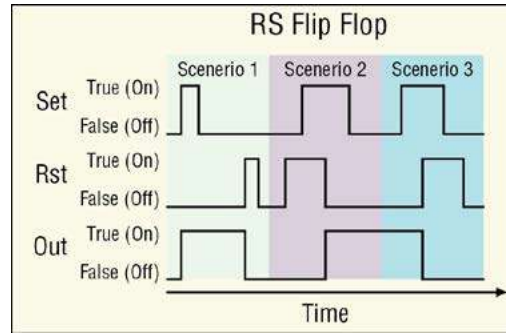 RS Flip Flop
Scenerio 1 Scenerio 2 Scenerio 3
Set True (On)
False (Off)
Rst True (On)
False (Off)
Out True (On)
False (Off)
Time